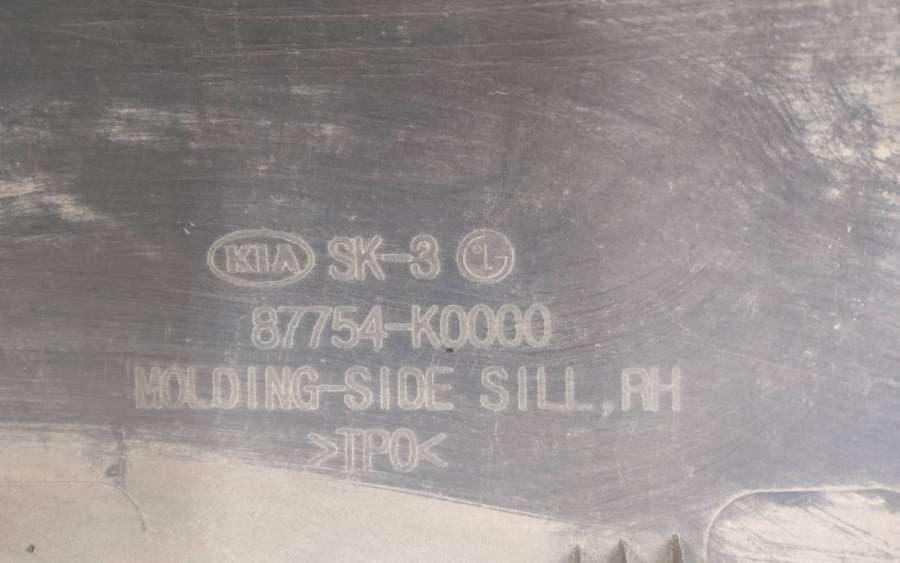 KIA SK-3 LG
87754-K0000
MOLDING-SIDE SILL,RH
>TPO<